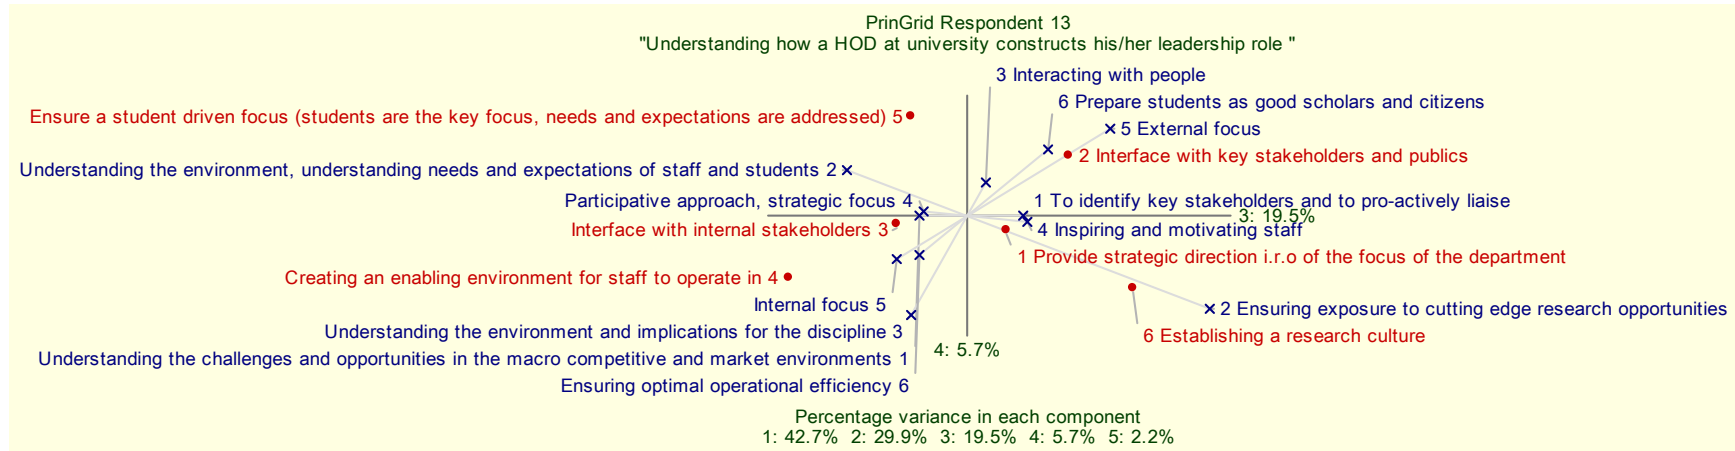 PrinGrid Respondent 13
"Understanding how a HOD at university constructs his/her leadership role "
3 Interacting with people
6 Prepare students as good scholars and citizens
Ensure a student driven focus (students are the key focus, needs and expectations are addressed) 5
5 External focus
2 Interface with key stakeholders and publics
Understanding the environment, understanding needs and expectations of staff and students 2
Participative approach, strategic focus 4
1 To identify key stakeholders and to pro-actively liaise
3: 19.5%
Interface with internal stakeholders 3
4 Inspiring and motivating staff
1 Provide strategic direction i.r.o of the focus of the department
Creating an enabling environment for staff to operate in 4
Internal focus 5
2 Ensuring exposure to cutting edge research opportunities
Understanding the environment and implications for the discipline 3
6 Establishing a research culture
4: 5.7%
Understanding the challenges and opportunities in the macro competitive and market environments 1
Ensuring optimal operational efficiency 6
Percentage variance in each component
1: 42.7% 2: 29.9% 3: 19.5% 4: 5.7% 5: 2.2%